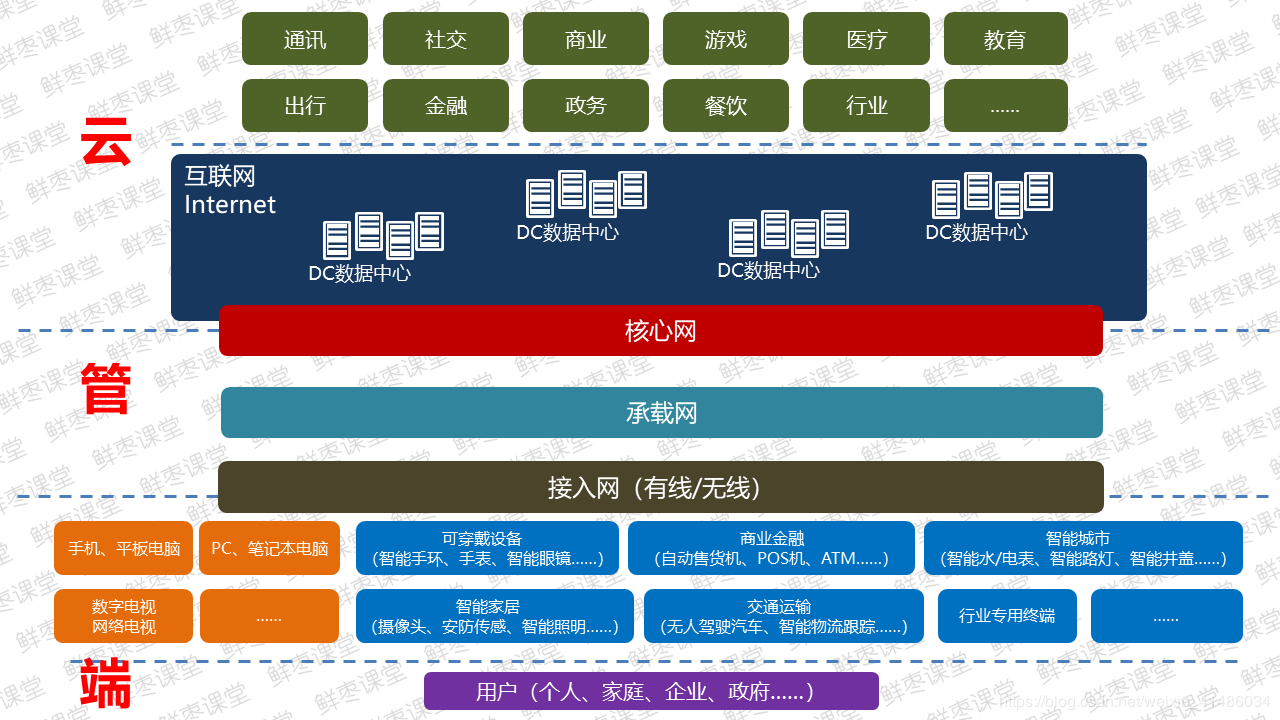 通讯
社交
商业
游戏
医疗
教育
出行
金融
政务
餐饮
行业
......
云
互联网
Internet
DC数据中心
DC数据中心
DC数据中心
DC数据中心
核心网
管
承载网
接入网（有线/无线）
手机、平板电脑
PC、笔记本电脑
可穿戴设备
（智能手环、手表、智能眼镜......）
商业金融
（自动售货机、POS机、ATM......）
智能城市
（智能水/电表、智能路灯、智能井盖......）
数字电视
网络电视
......
智能家居
（摄像头、安防传感、智能照明......）
交通运输
（无人驾驶汽车、智能物流跟踪......）
行业专用终端
......
端
用户（个人、家庭、企业、政府......）
鲜枣课堂